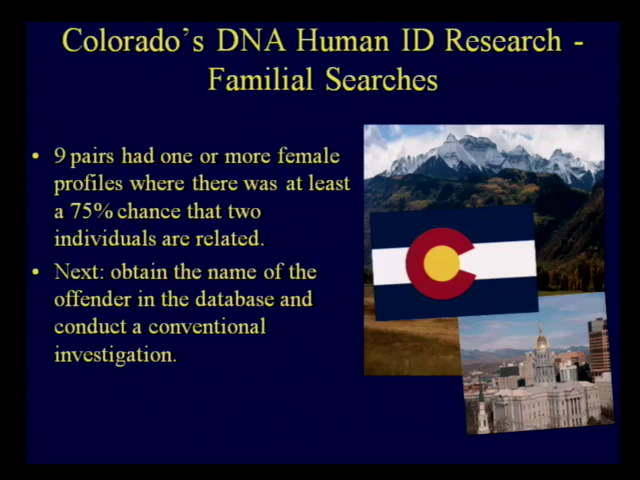 Colorado's DNA Human ID Research -
Familial Searches
• 9 pairs had one or more female
profiles where there was at least
a 75% chance that two
individuals are related.
• Next: obtain the name of the
offender in the database and
conduct a conventional
investigation.